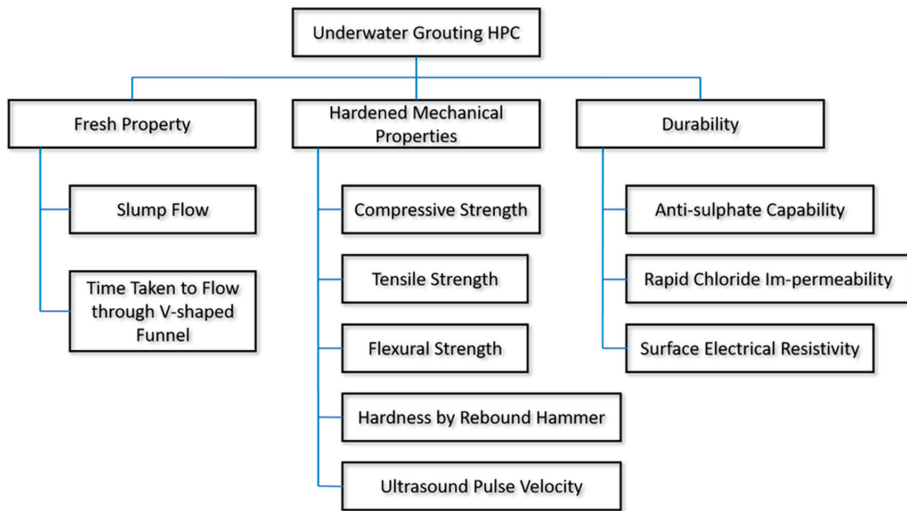 Underwater Grouting HPC
Fresh Property
Slump Flow
Time Taken to Flow
through V-shaped
Funnel
Hardened Mechanical
Properties
Compressive Strength
Tensile Strength
Flexural Strength
Hardness by Rebound Hammer
Ultrasound Pulse Velocity
Durability
Anti-sulphate Capability
Rapid Chloride Im-permeability
Surface Electrical Resistivity